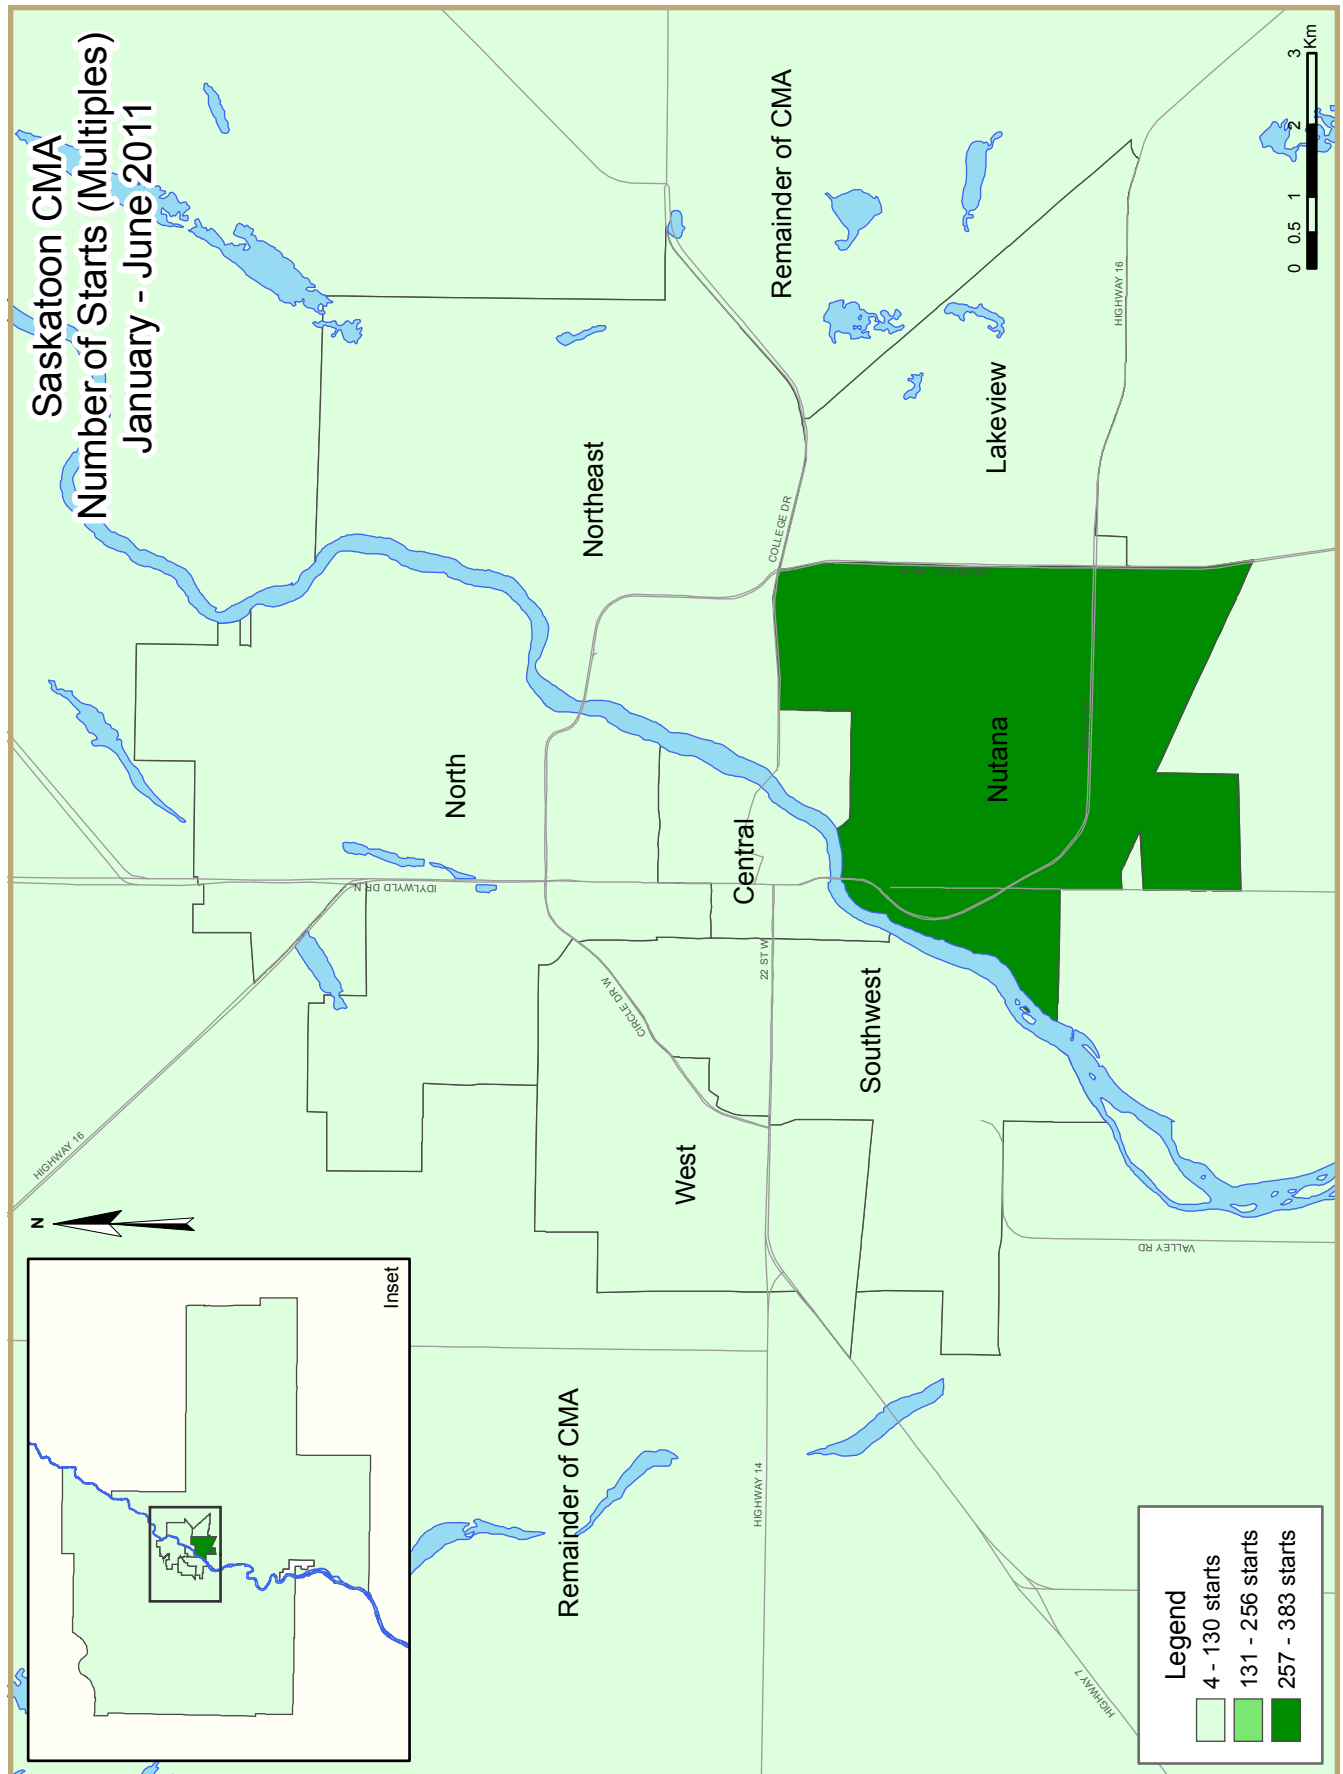 Saskatoon CMA
Number of Starts (Multiples)
January - June 2011
N
Inset
HIGHWAY 16
IDYLWYLD DR N
North
Northeast
CIRCLE DR W
West
Central
22 ST W
COLLEGE DR
Remainder of CMA
Remainder of CMA
Southwest
HIGHWAY 14
Nutana
Lakeview
HIGHWAY 16
VALLEY RD
HIGHWAY 7
Legend
4 - 130 starts
131 - 256 starts
257 - 383 starts
0 0.5 1 2 3
Km